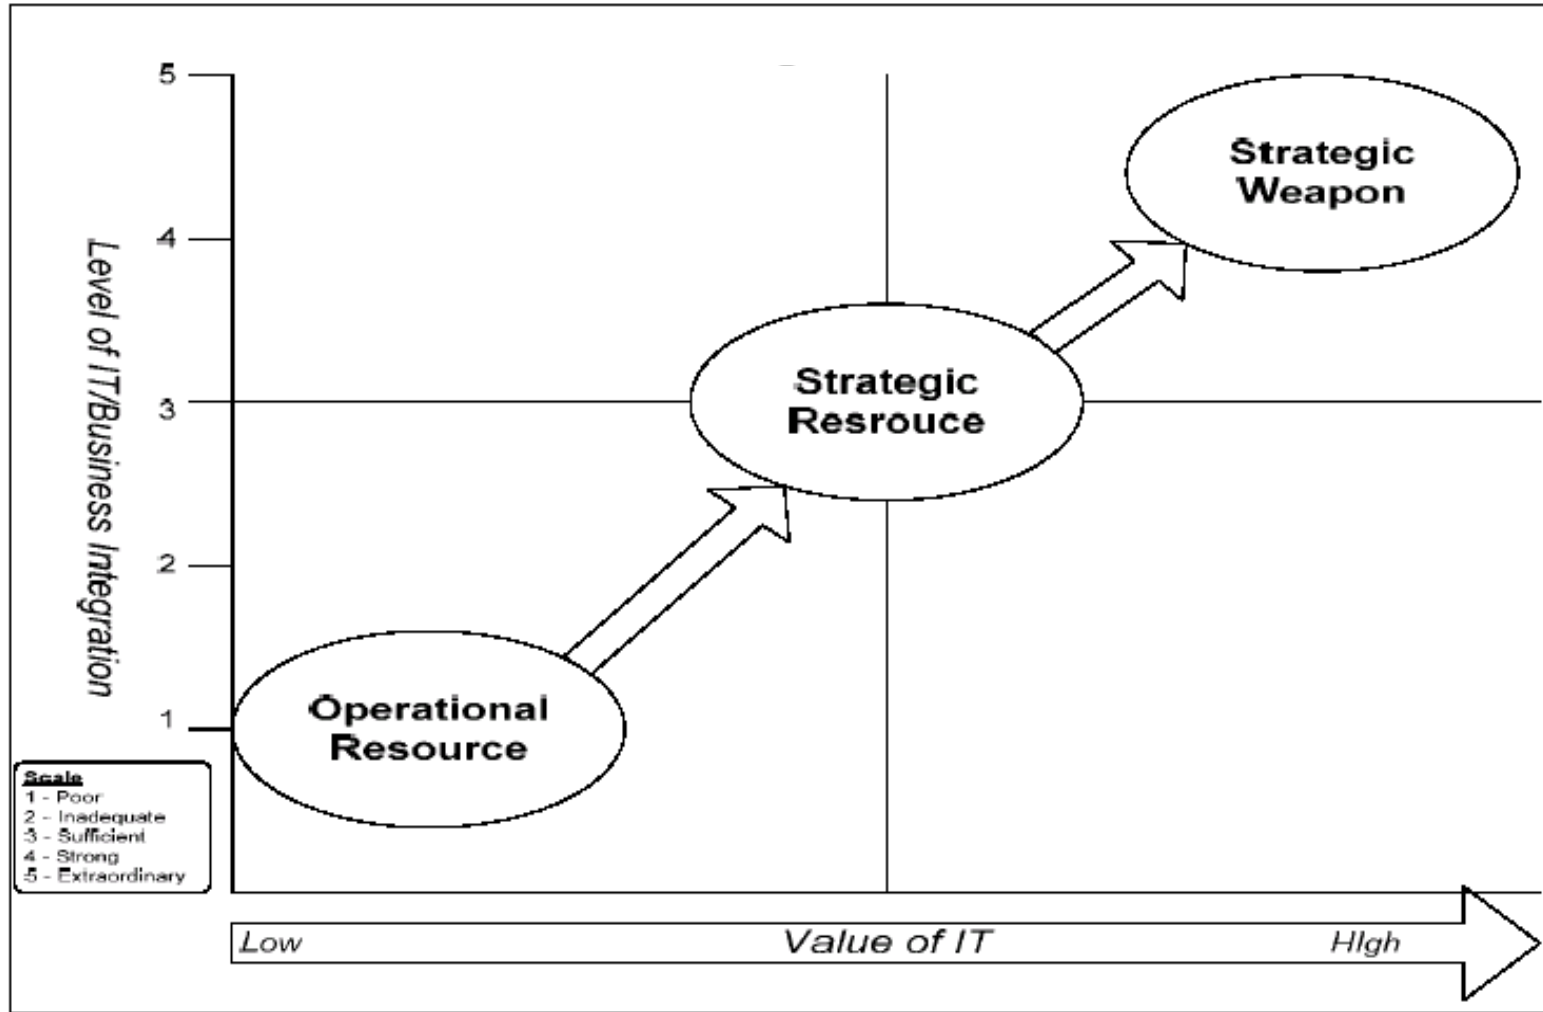 5
Strategic
Weapon
4
Level of IT/Business Integration
Strategic
Resrouce
3
2
Operational
Resource
1
Scale
1 - Poor
2 - Inadequate
3 - Sufficient
4 - Strong
5 - Extraordinary
Low Value of IT HIgh